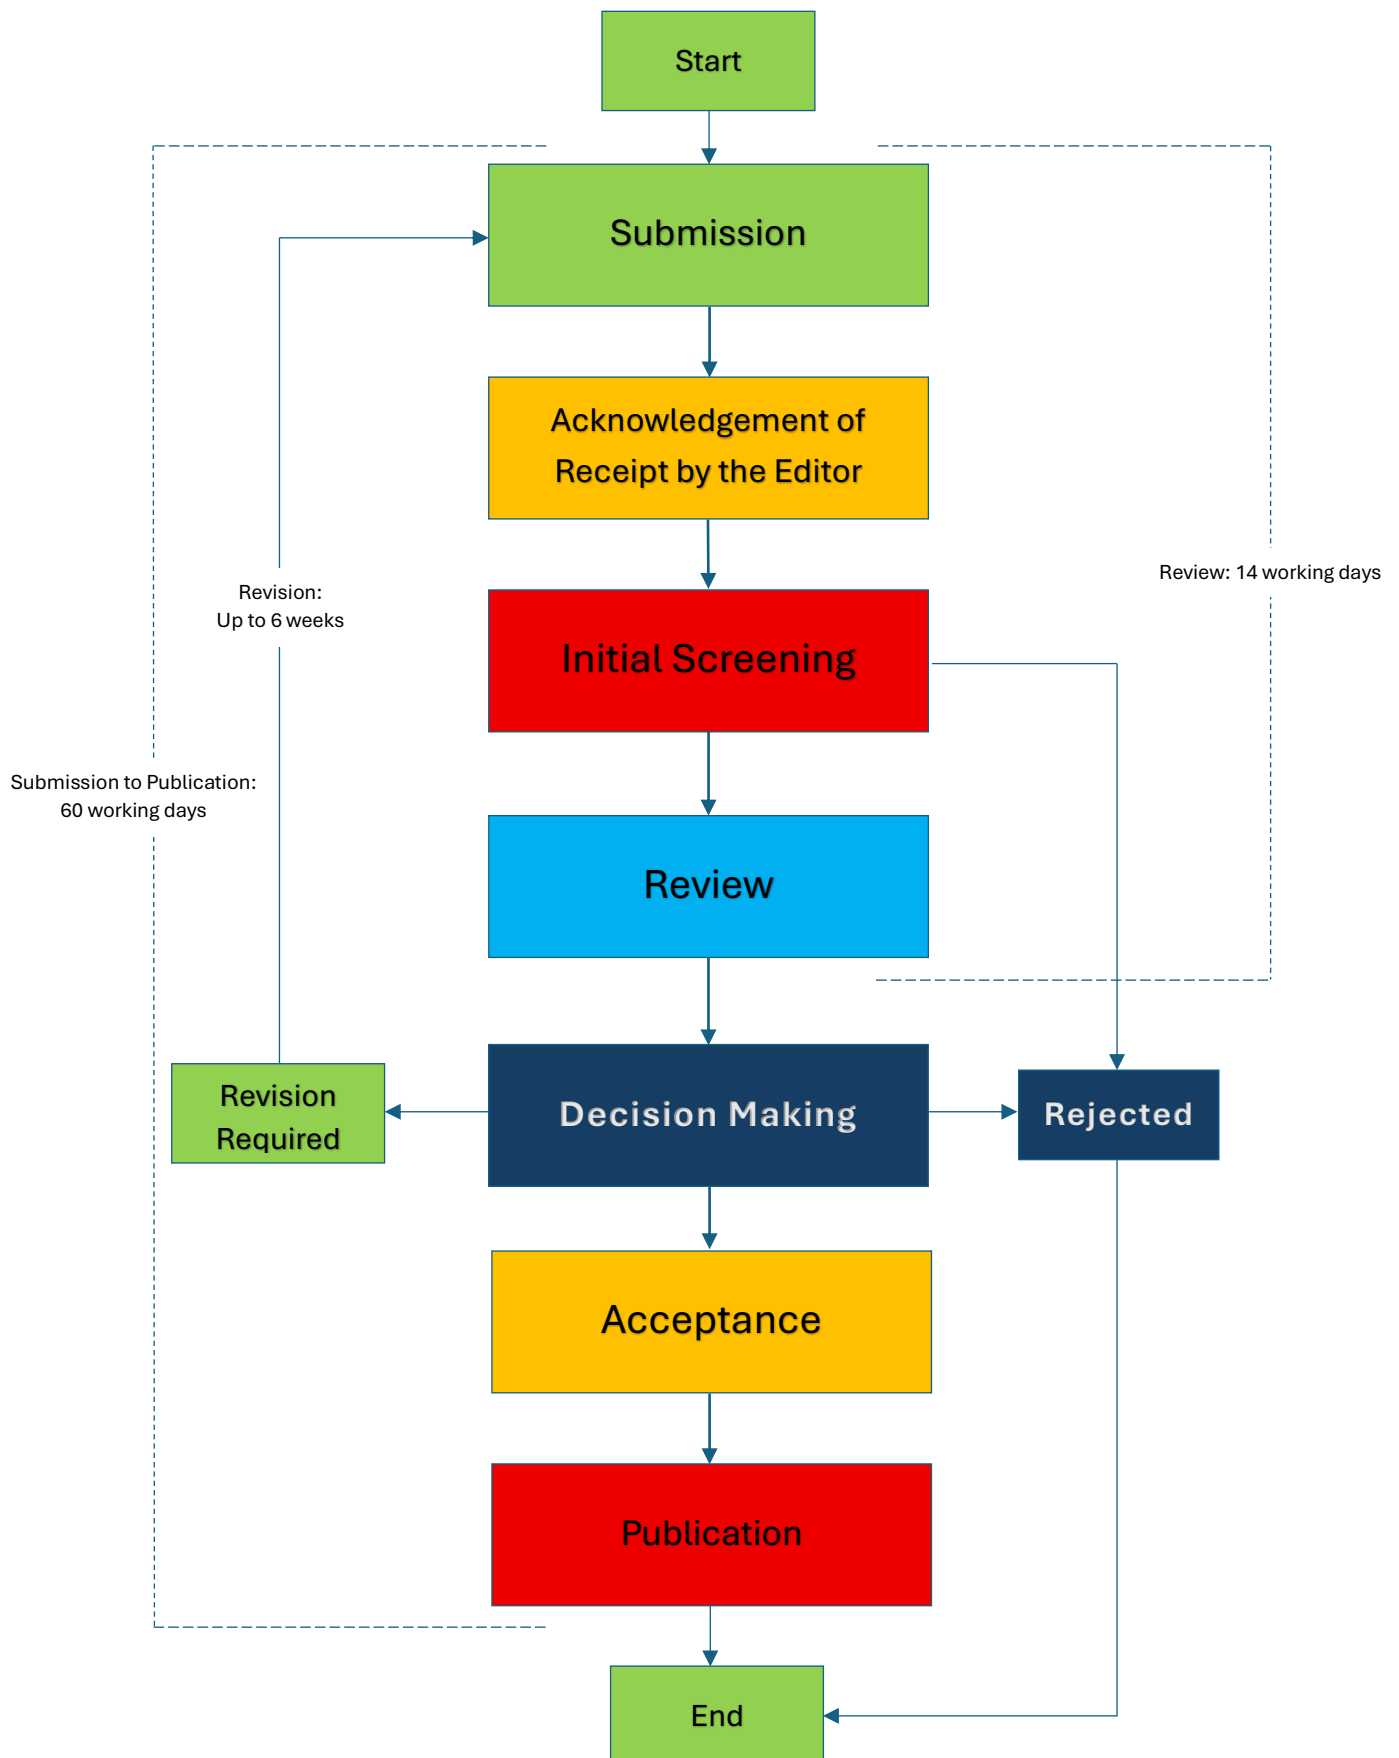 Start
Submission
Acknowledgement of
Receipt by the Editor
Review: 14 working days
Revision:
Up to 6 weeks
Initial Screening
Submission to Publication:
60 working days
Review
Revision
Required
Decision Making
Rejected
Acceptance
Publication
End